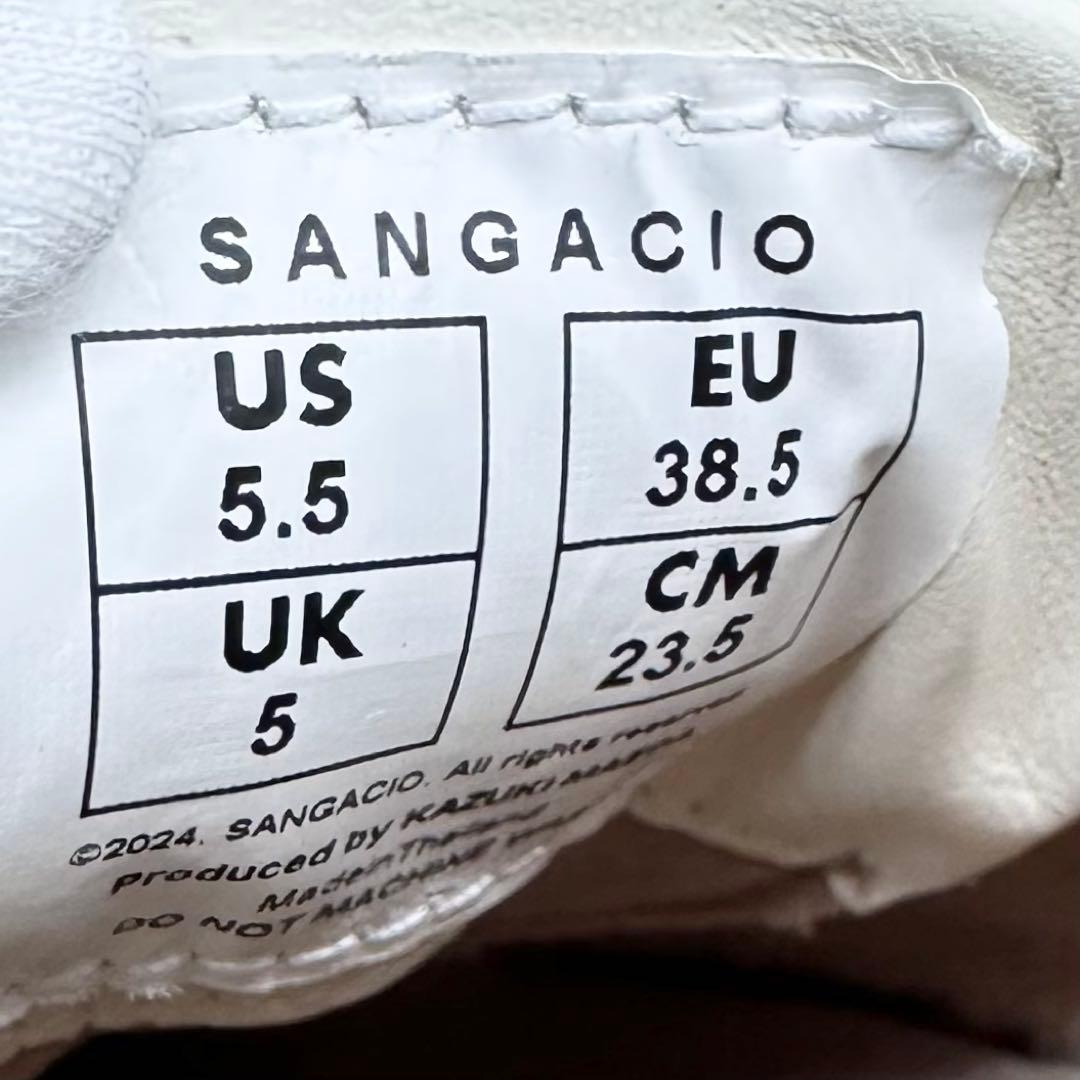 SANGACIO
US
5.5
UK
5
EU
38.5
CM
23.5
©2024. SANGACIO. All rights
produced by KAZUKI
Made in
DO NOT MACHINE